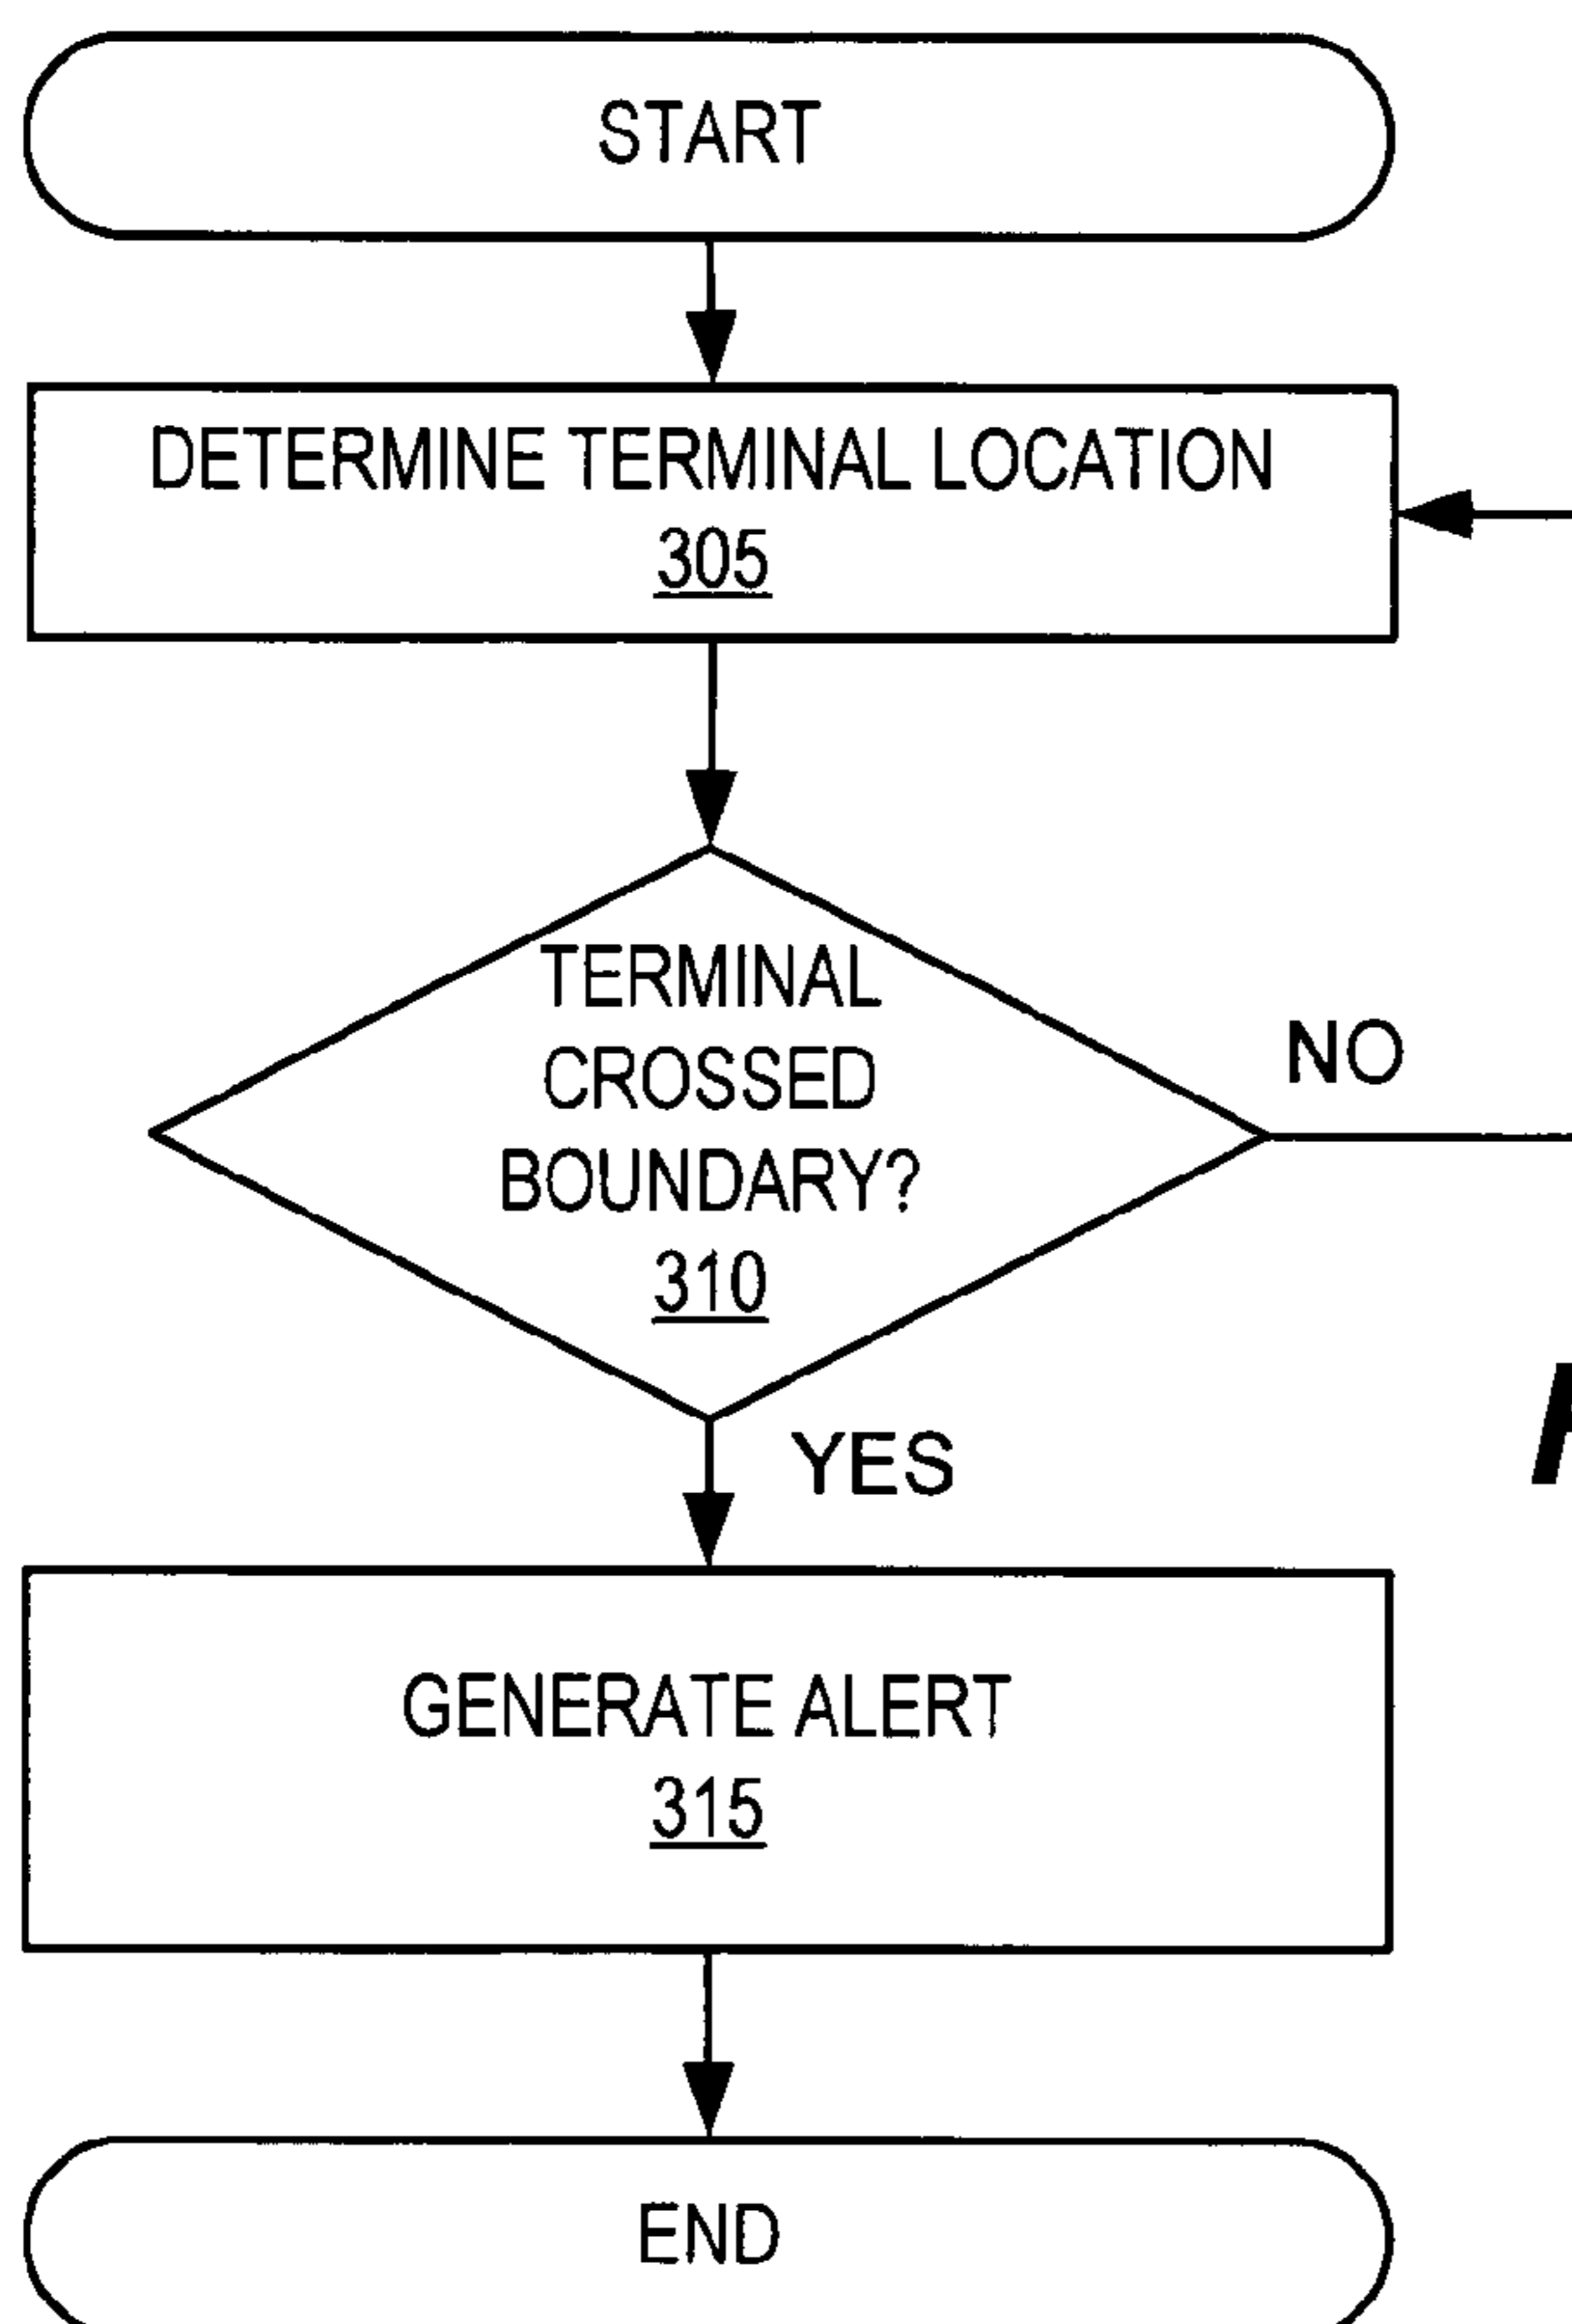 START
DETERMINE TERMINAL LOCATION
305
TERMINAL
CROSSED
BOUNDARY?
310
NO
YES
GENERATE ALERT
315
END